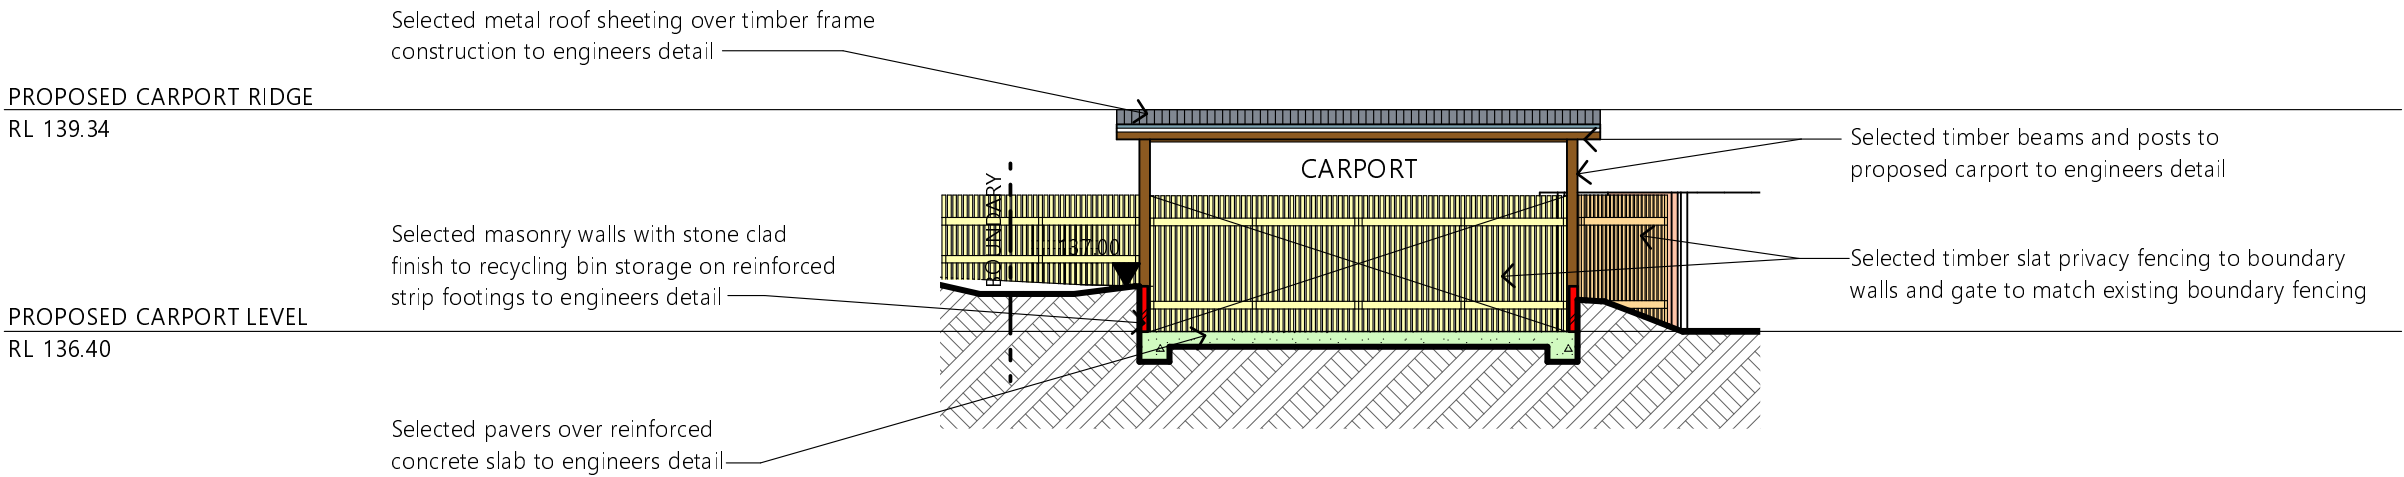 Selected metal roof sheeting over timber frame
construction to engineers detail
PROPOSED CARPORT RIDGE
RL 139.34
Selected timber beams and posts to
proposed carport to engineers detail
CARPORT
BOUNDARY
137.00
Selected masonry walls with stone clad
finish to recycling bin storage on reinforced
strip footings to engineers detail
Selected timber slat privacy fencing to boundary
walls and gate to match existing boundary fencing
PROPOSED CARPORT LEVEL
RL 136.40
Selected pavers over reinforced
concrete slab to engineers detail